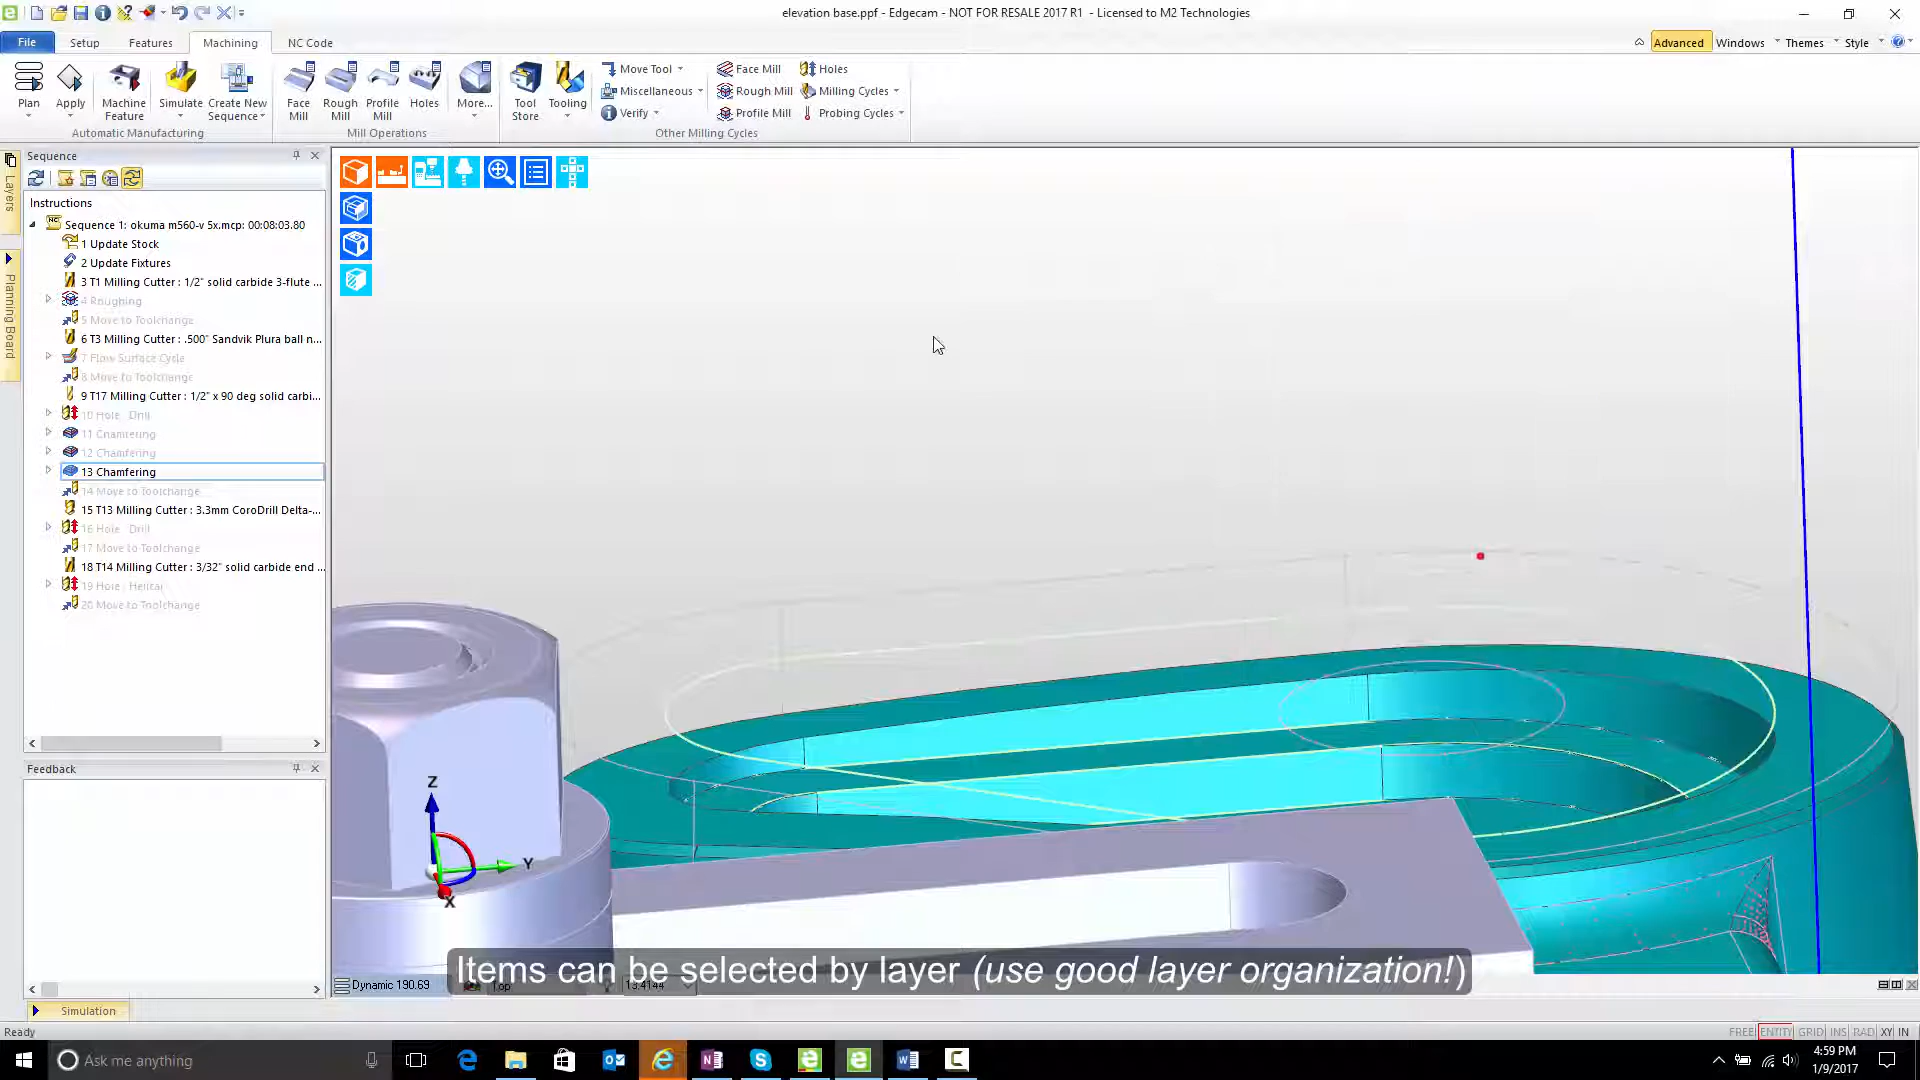 elevation base.ppf - Edgecam - NOT FOR RESALE 2017 R1 - Licensed to M2 Technologies
File Setup Features Machining NC Code
Advanced Windows Themes Style
Plan
Apply
Machine Feature
Simulate
Create New Sequence
Automatic Manufacturing
Face Mill
Rough Mill
Profile Mill
Holes
More...
Mill Operations
Tool Store
Tooling
Move Tool
Miscellaneous
Verify
Face Mill
Rough Mill
Profile Mill
Holes
Milling Cycles
Probing Cycles
Other Milling Cycles
Layers
Planning Board
Sequence
Instructions
Sequence 1: okuma m560-v 5x.mcp: 00:08:03.80
1 Update Stock
2 Update Fixtures
3 T1 Milling Cutter : 1/2" solid carbide 3-flute ...
4 Roughing
5 Move to Toolchange
6 T3 Milling Cutter : .500" Sandvik Plura ball n...
7 Flow Surface Cycle
8 Move to Toolchange
9 T17 Milling Cutter : 1/2" x 90 deg solid carbi...
10 Hole : Drill
11 Chamfering
12 Chamfering
13 Chamfering
14 Move to Toolchange
15 T13 Milling Cutter : 3.3mm CoroDrill Delta-...
16 Hole : Drill
17 Move to Toolchange
18 T14 Milling Cutter : 3/32" solid carbide end ...
19 Hole : Helical
20 Move to Toolchange
Feedback
Z
Y
X
Items can be selected by layer (use good layer organization!)
Dynamic 190.69
Top
13.4144
Simulation
Ready
FREE ENTITY GRID INS RAD XY IN
Ask me anything
4:59 PM
1/9/2017